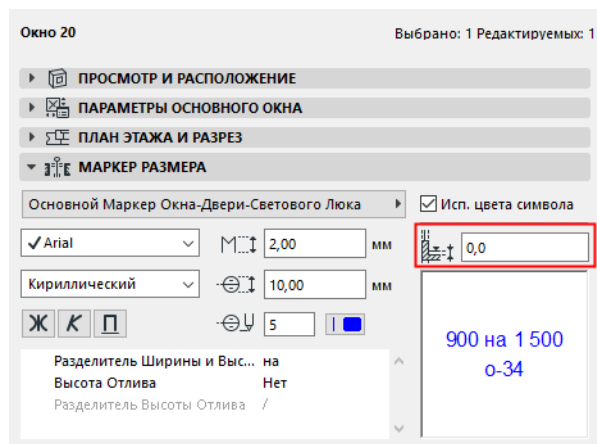 Окно 20
Выбрано: 1 Редактируемых: 1
ПРОСМОТР И РАСПОЛОЖЕНИЕ
ПАРАМЕТРЫ ОСНОВНОГО ОКНА
ПЛАН ЭТАЖА И РАЗРЕЗ
МАРКЕР РАЗМЕРА
Основной Маркер Окна-Двери-Светового Люка
Исп. цвета символа
Arial
2,00 мм
0,0
Кириллический
10,00 мм
Ж К П
5
900 на 1 500
о-34
Разделитель Ширины и Выс... на
Высота Отлива Нет
Разделитель Высоты Отлива /